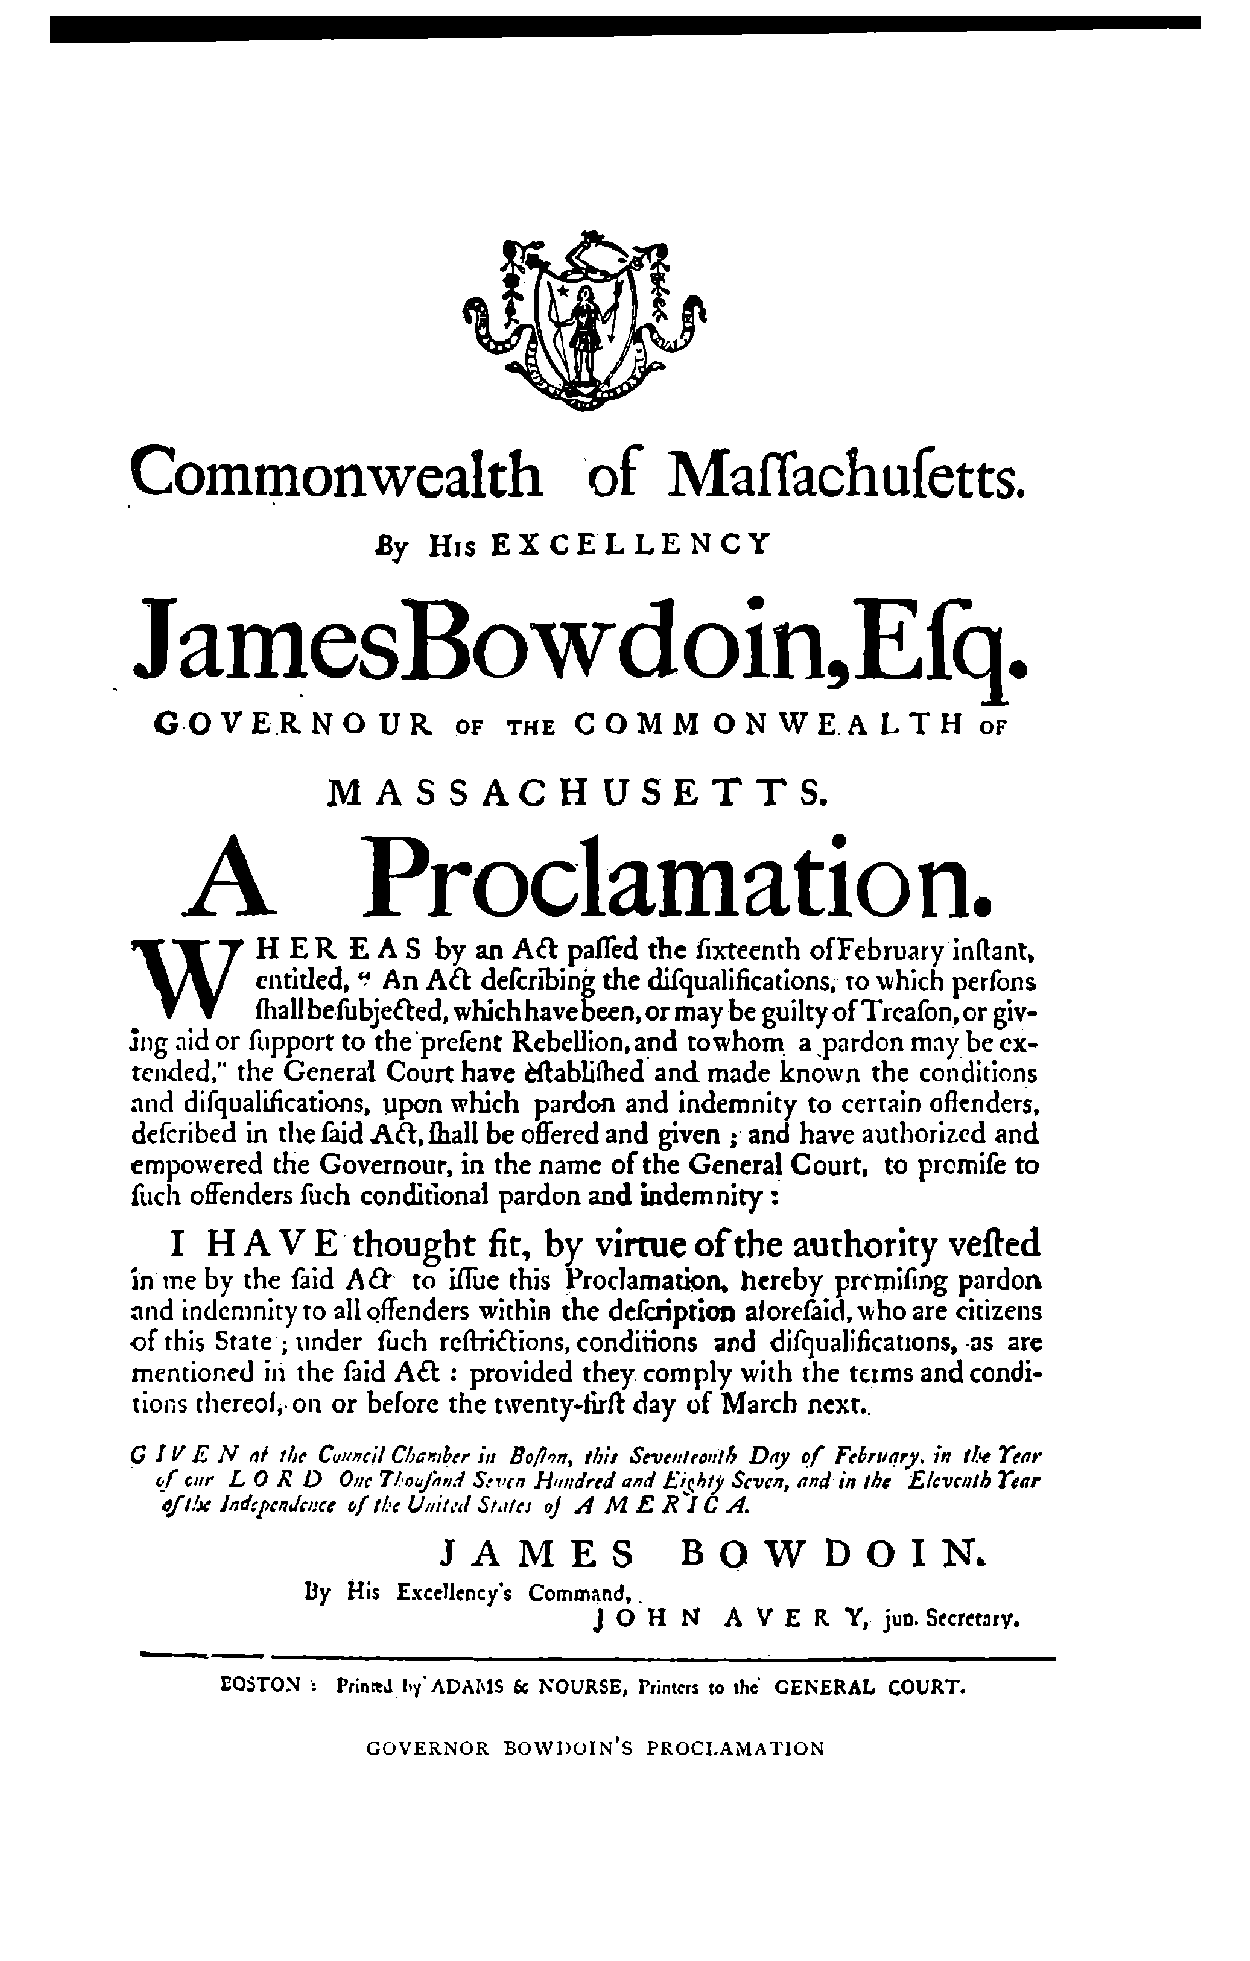 Commonwealth of Maſſachuſetts.
By His EXCELLENCY
James Bowdoin, Eſq.
GOVERNOUR OF THE COMMONWEALTH OF
MASSACHUSETTS.
A Proclamation.
WHEREAS by an Act paſſed the ſixteenth of February inſtant,
entitled, " An Act deſcribing the diſqualifications, to which perſons
ſhall be ſubjected, which have been, or may be guilty of Treaſon, or giv-
ing aid or ſupport to the preſent Rebellion, and to whom a pardon may be ex-
tended," the General Court have eſtabliſhed and made known the conditions
and diſqualifications, upon which pardon and indemnity to certain offenders,
deſcribed in the ſaid Act, ſhall be offered and given ; and have authorized and
empowered the Governour, in the name of the General Court, to promiſe to
ſuch offenders ſuch conditional pardon and indemnity :
I HAVE thought fit, by virtue of the authority veſted
in me by the ſaid Act to iſſue this Proclamation, hereby promiſing pardon
and indemnity to all offenders within the deſcription aforeſaid, who are citizens
of this State ; under ſuch reſtrictions, conditions and diſqualifications, as are
mentioned in the ſaid Act : provided they comply with the terms and condi-
tions thereof, on or before the twenty-firſt day of March next.
GIVEN at the Council Chamber in Boſton, this Seventeenth Day of February, in the Year
of our LORD One Thouſand Seven Hundred and Eighty Seven, and in the Eleventh Year
of the Independence of the United States of AMERICA.
JAMES BOWDOIN.
By His Excellency's Command,
JOHN AVERY, jun. Secretary.
BOSTON : Printed by ADAMS & NOURSE, Printers to the GENERAL COURT.
GOVERNOR BOWDOIN'S PROCLAMATION